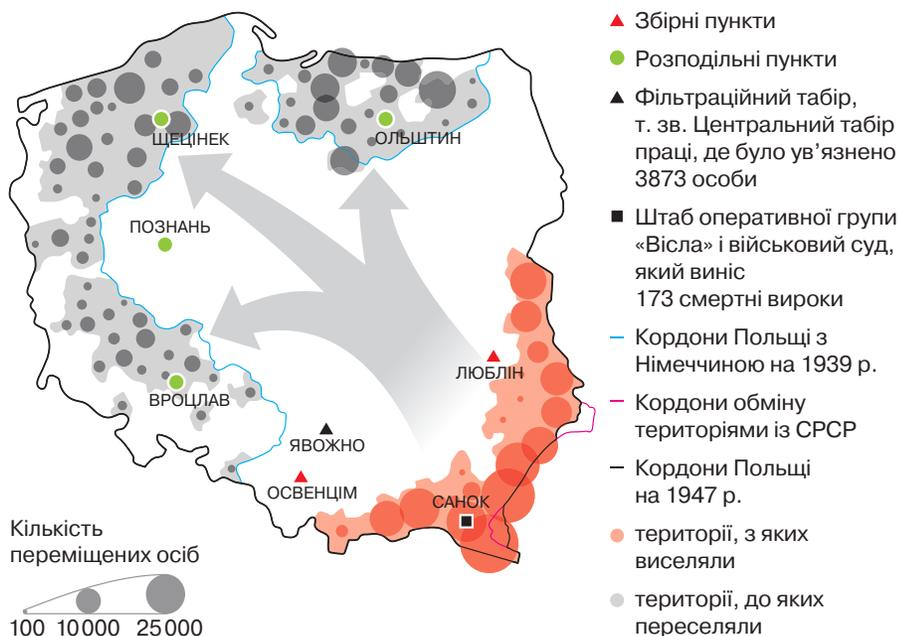 ЩЕЦІНЕК
ОЛЬШТИН
ПОЗНАНЬ
ВРОЦЛАВ
ЛЮБЛІН
ЯВОЖНО
ОСВЕНЦІМ
САНОК
Кількість
переміщених осіб
100 10 000 25 000
Збірні пункти
Розподільні пункти
Фільтраційний табір,
т. зв. Центральний табір
праці, де було ув’язнено
3873 особи
Штаб оперативної групи
«Вісла» і військовий суд,
який виніс
173 смертні вироки
Кордони Польщі з
Німеччиною на 1939 р.
Кордони обміну
територіями із СРСР
Кордони Польщі
на 1947 р.
території, з яких
виселяли
території, до яких
переселяли